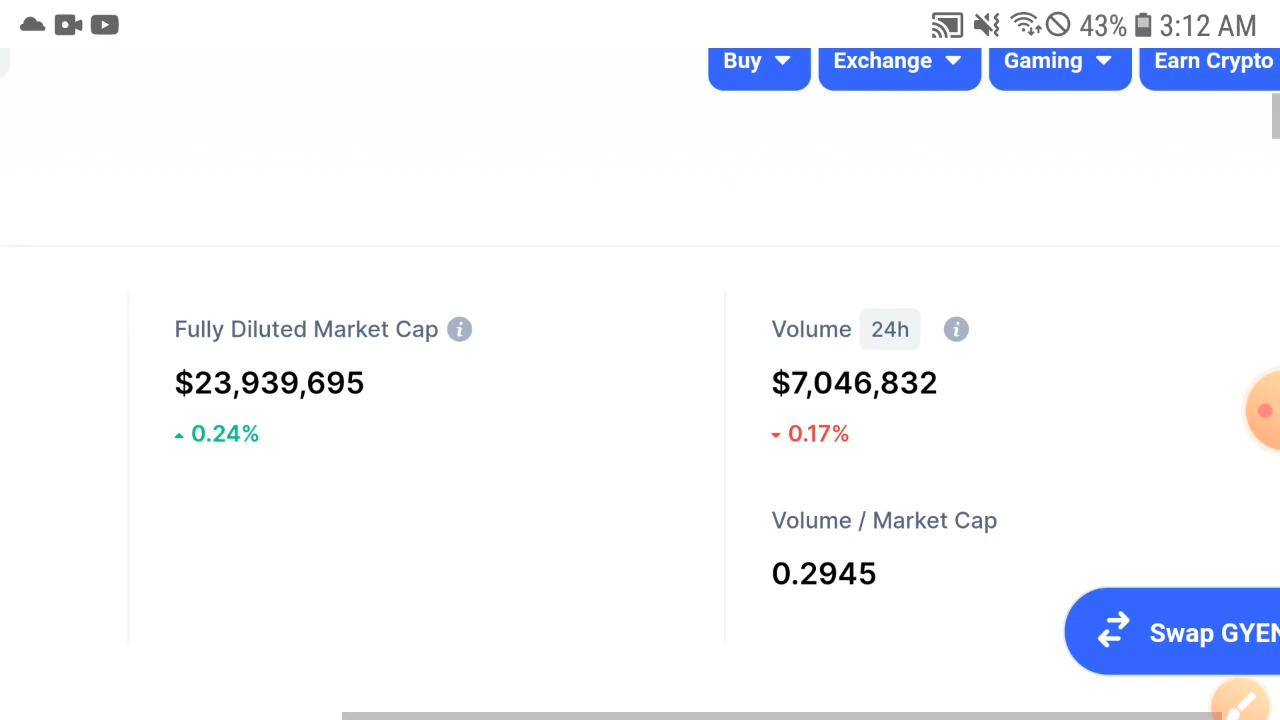 43% 3:12 AM
Buy Exchange Gaming Earn Crypto
Fully Diluted Market Cap i
$23,939,695
0.24%
Volume 24h i
$7,046,832
0.17%
Volume / Market Cap
0.2945
Swap GYEN